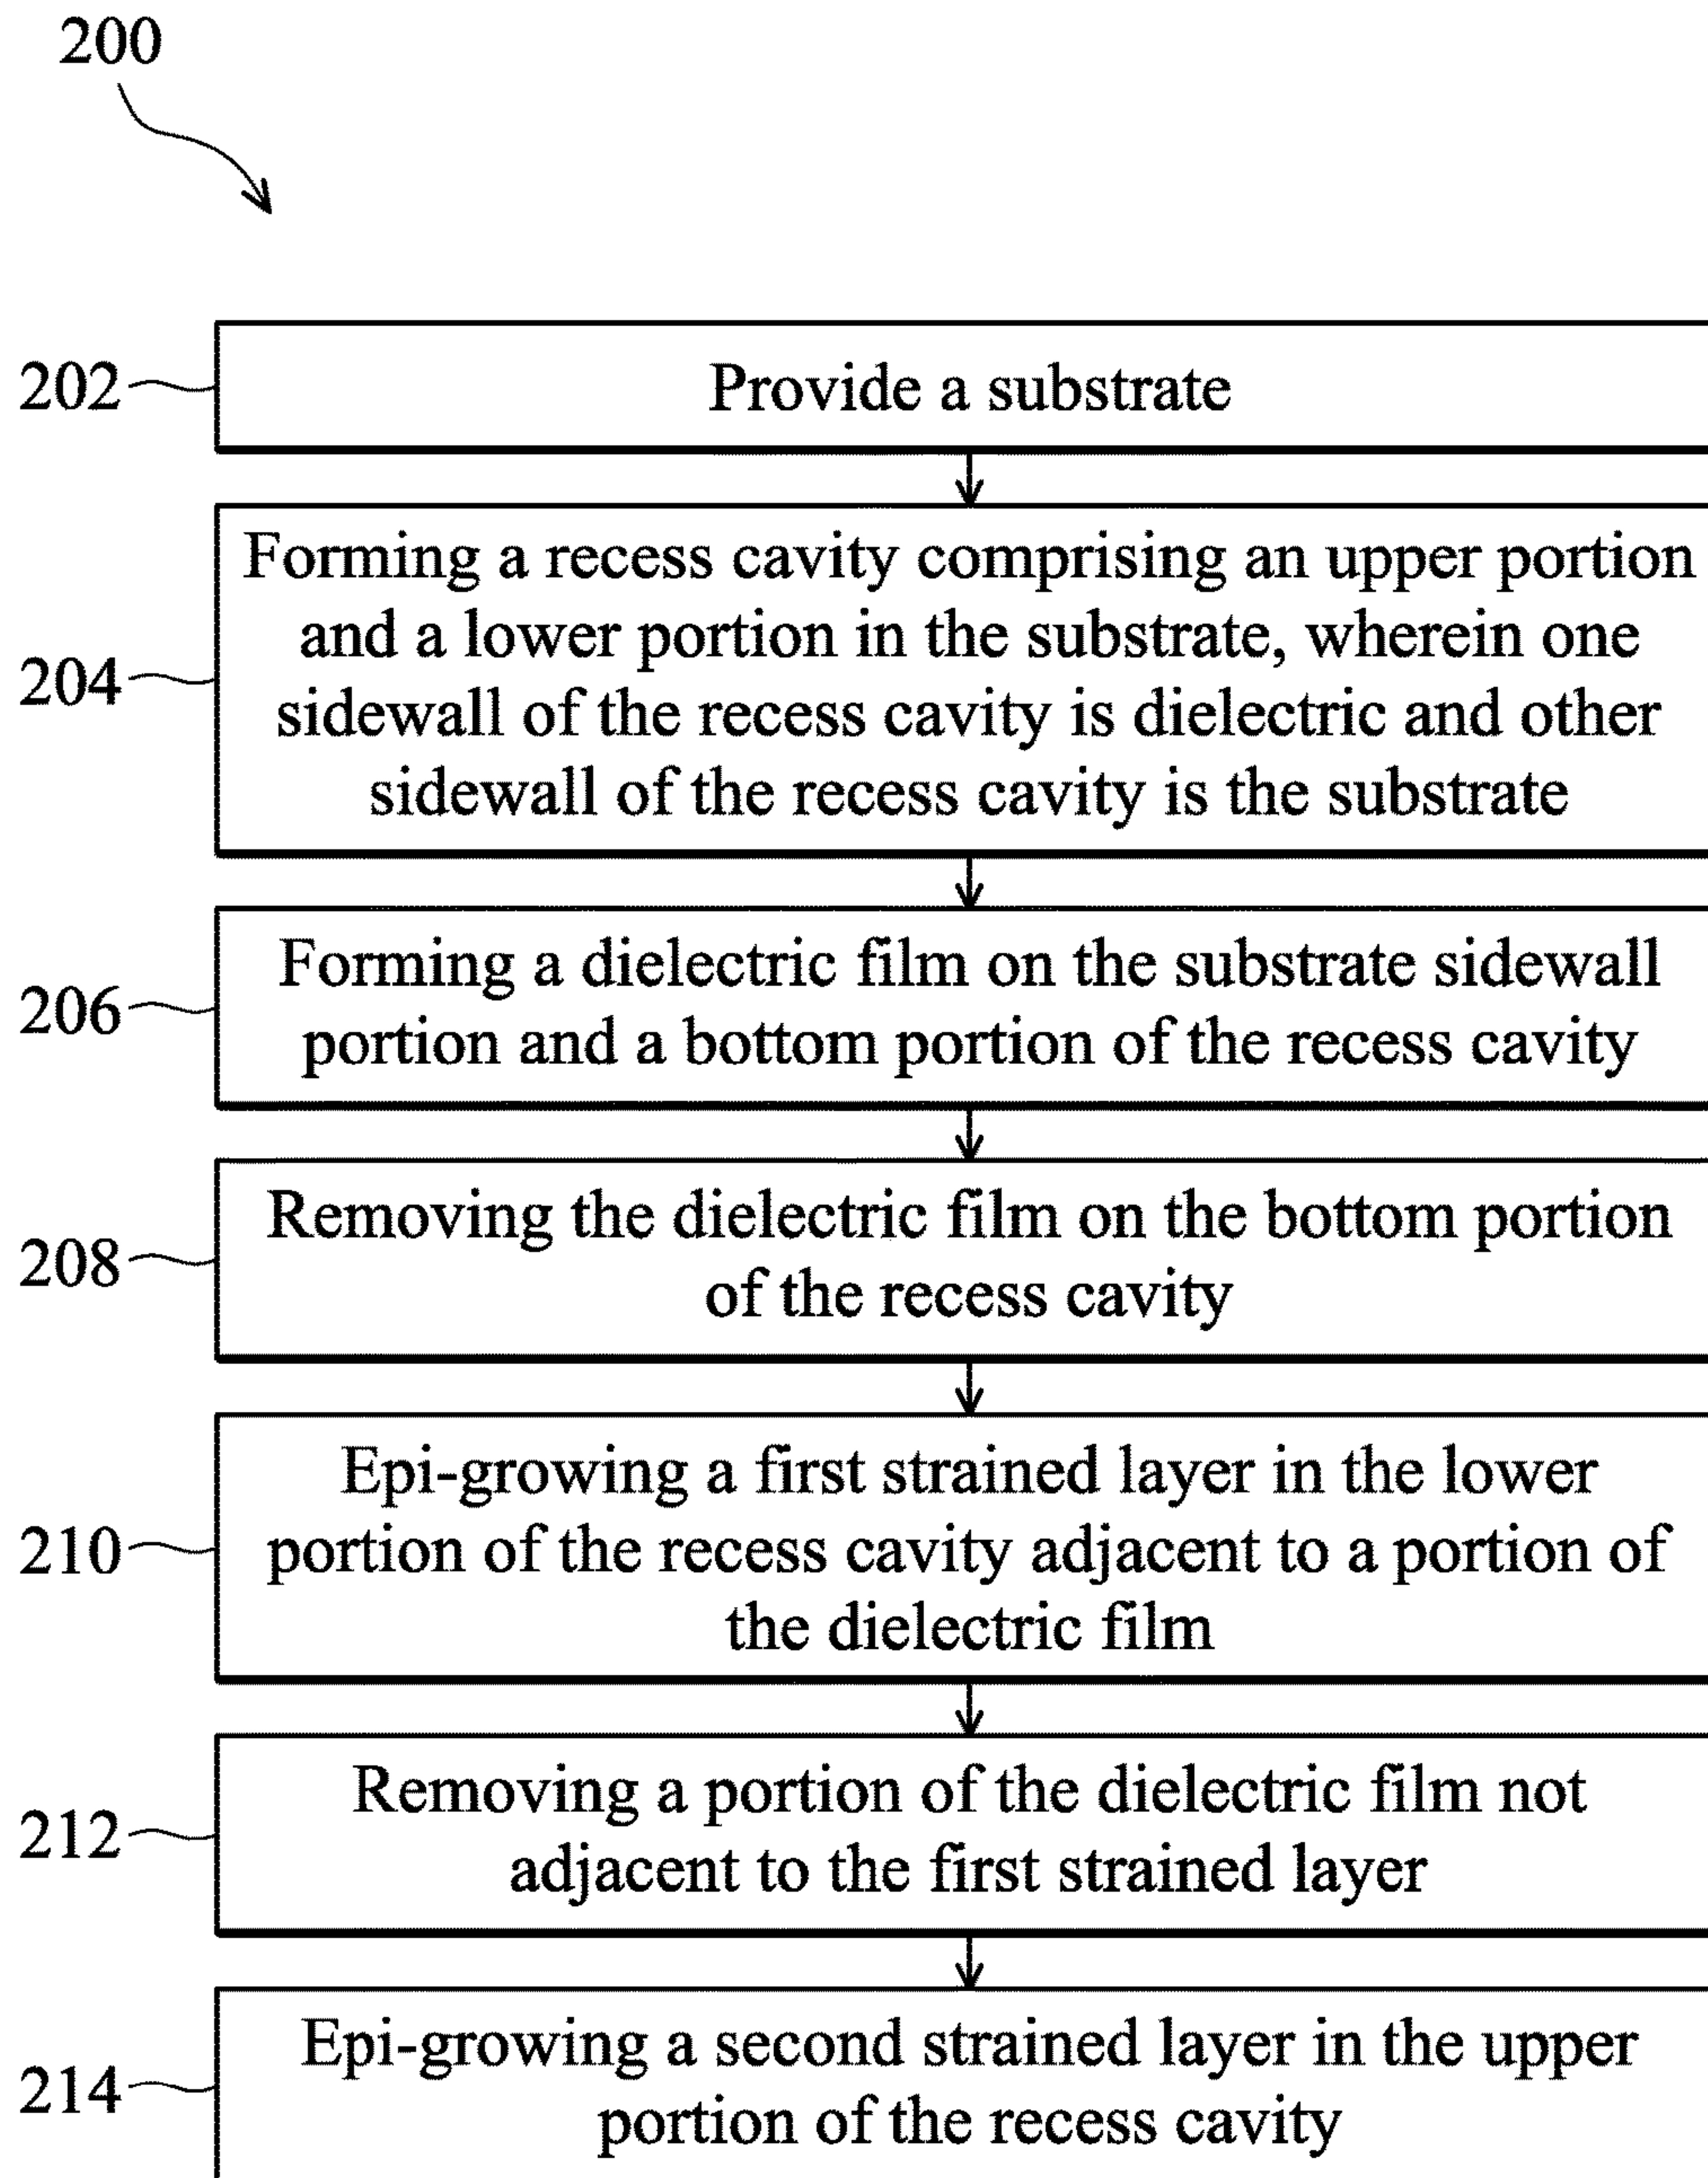 200
202
Provide a substrate
204
Forming a recess cavity comprising an upper portion
and a lower portion in the substrate, wherein one
sidewall of the recess cavity is dielectric and other
sidewall of the recess cavity is the substrate
206
Forming a dielectric film on the substrate sidewall
portion and a bottom portion of the recess cavity
208
Removing the dielectric film on the bottom portion
of the recess cavity
210
Epi-growing a first strained layer in the lower
portion of the recess cavity adjacent to a portion of
the dielectric film
212
Removing a portion of the dielectric film not
adjacent to the first strained layer
214
Epi-growing a second strained layer in the upper
portion of the recess cavity